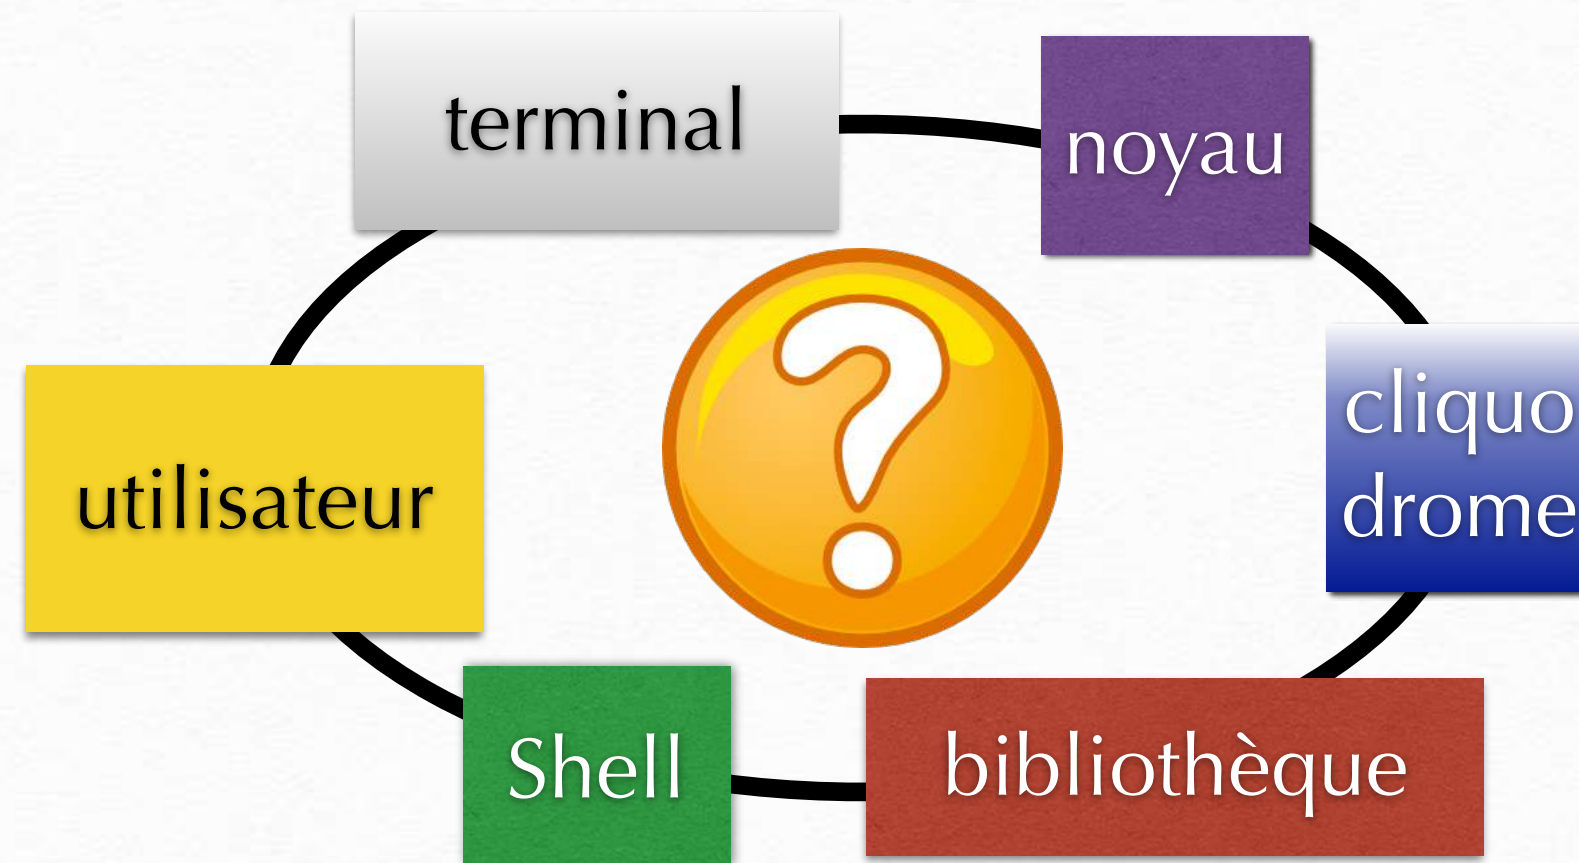 terminal
noyau
cliquo
drome
utilisateur
?
Shell
bibliothèque